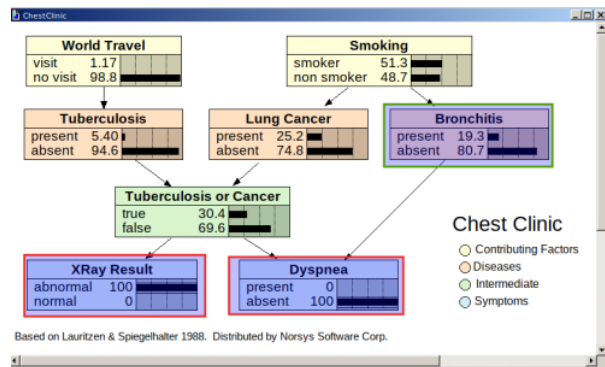 ChestClinic
World Travel
visit 1.17
no visit 98.8
Smoking
smoker 51.3
non smoker 48.7
Tuberculosis
present 5.40
absent 94.6
Lung Cancer
present 25.2
absent 74.8
Bronchitis
present 19.3
absent 80.7
Tuberculosis or Cancer
true 30.4
false 69.6
XRay Result
abnormal 100
normal 0
Dyspnea
present 0
absent 100
Chest Clinic
Contributing Factors
Diseases
Intermediate
Symptoms
Based on Lauritzen & Spiegelhalter 1988. Distributed by Norsys Software Corp.